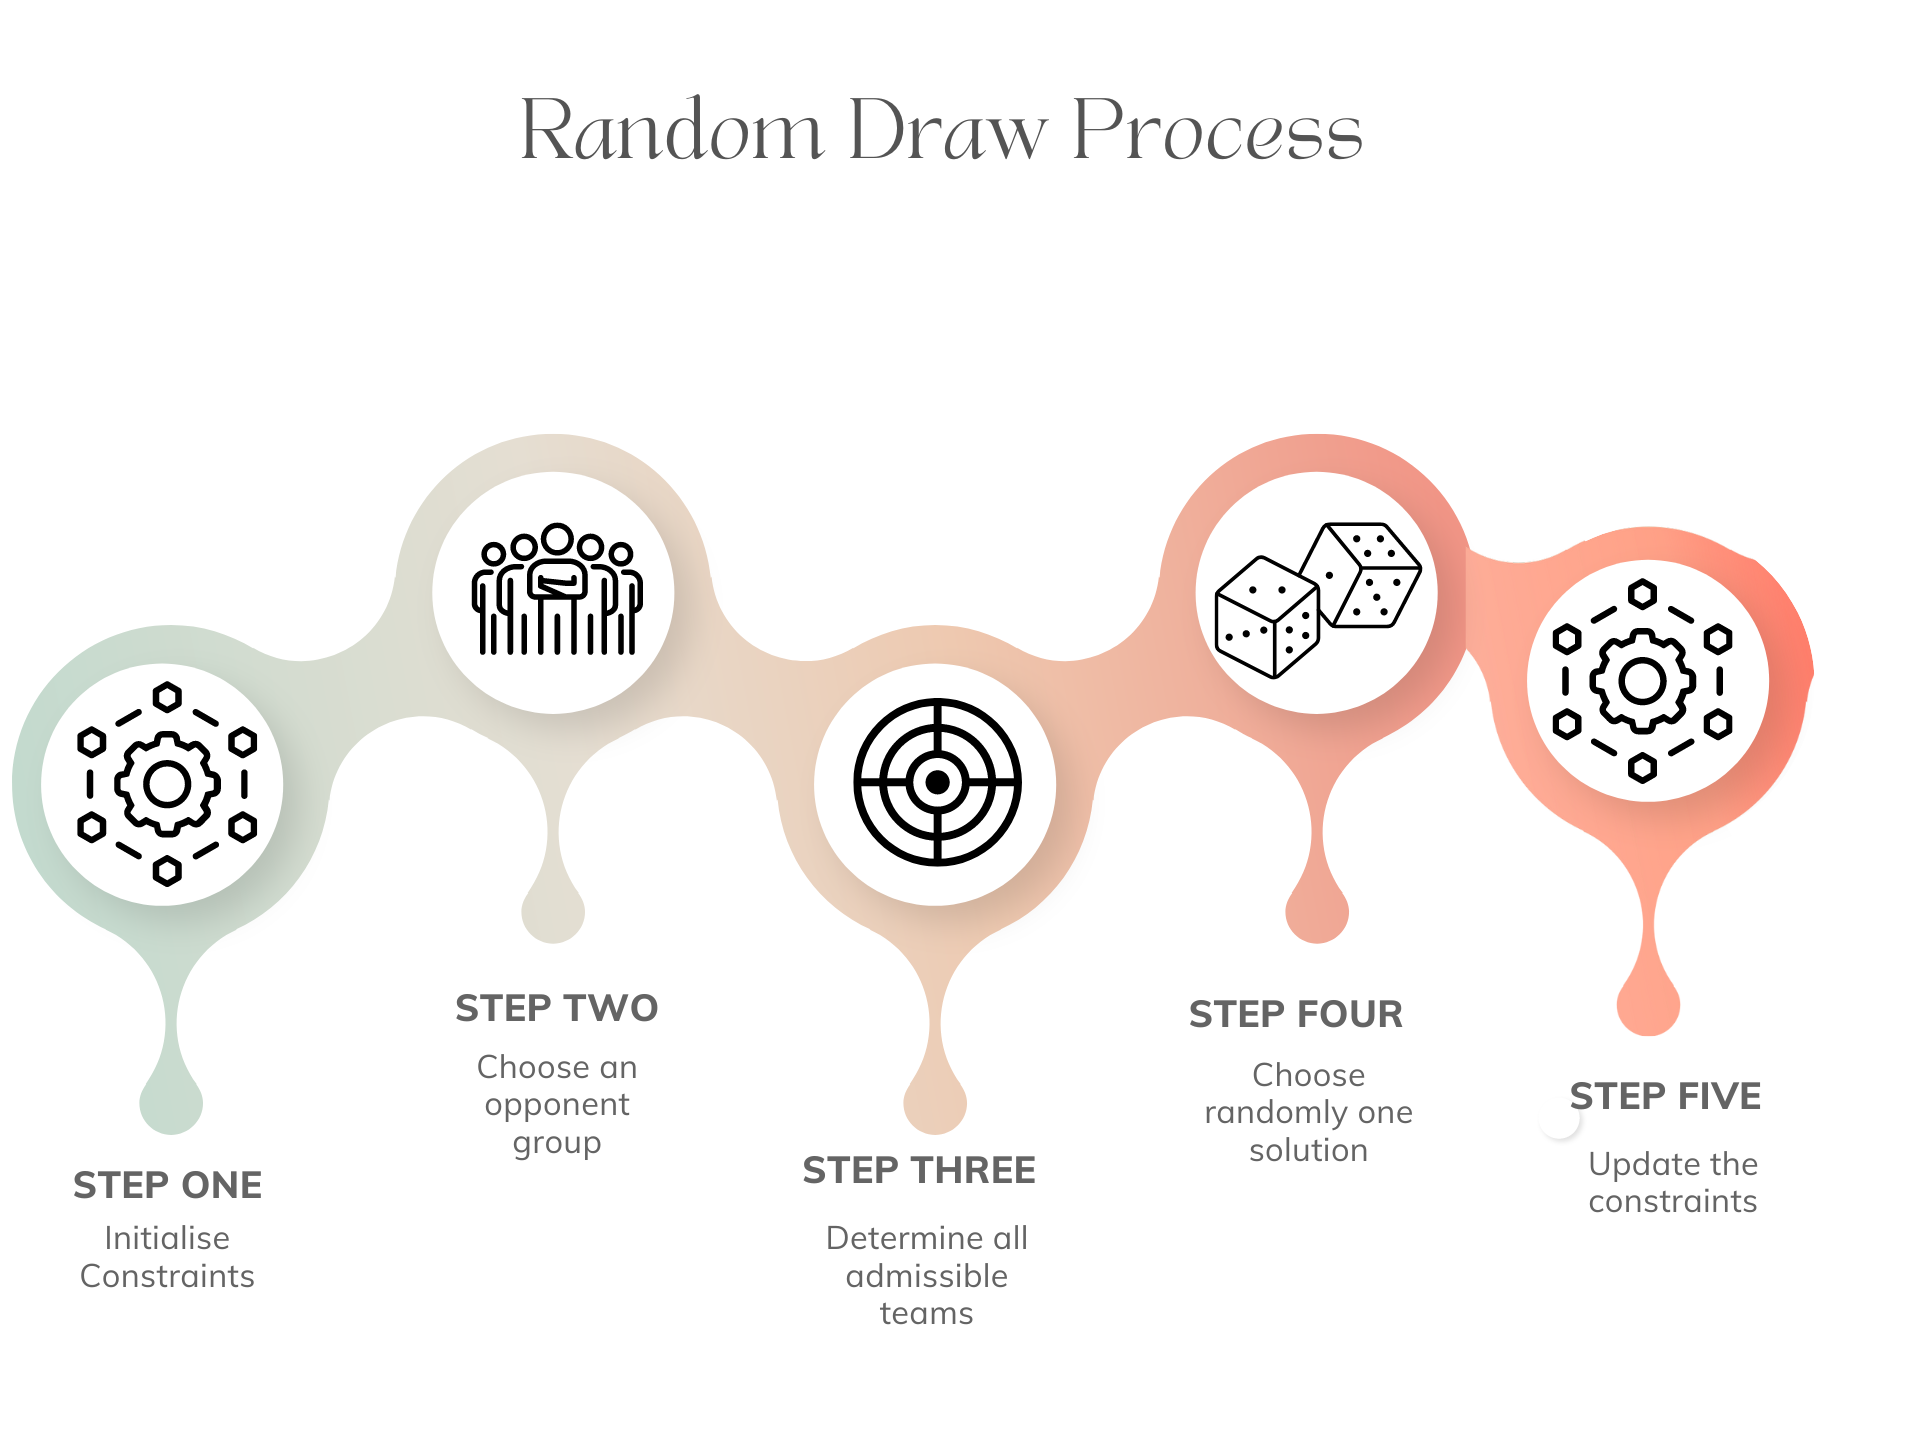 Random Draw Process
STEP ONE
Initialise
Constraints
STEP TWO
Choose an
opponent
group
STEP THREE
Determine all
admissible
teams
STEP FOUR
Choose
randomly one
solution
STEP FIVE
Update the
constraints